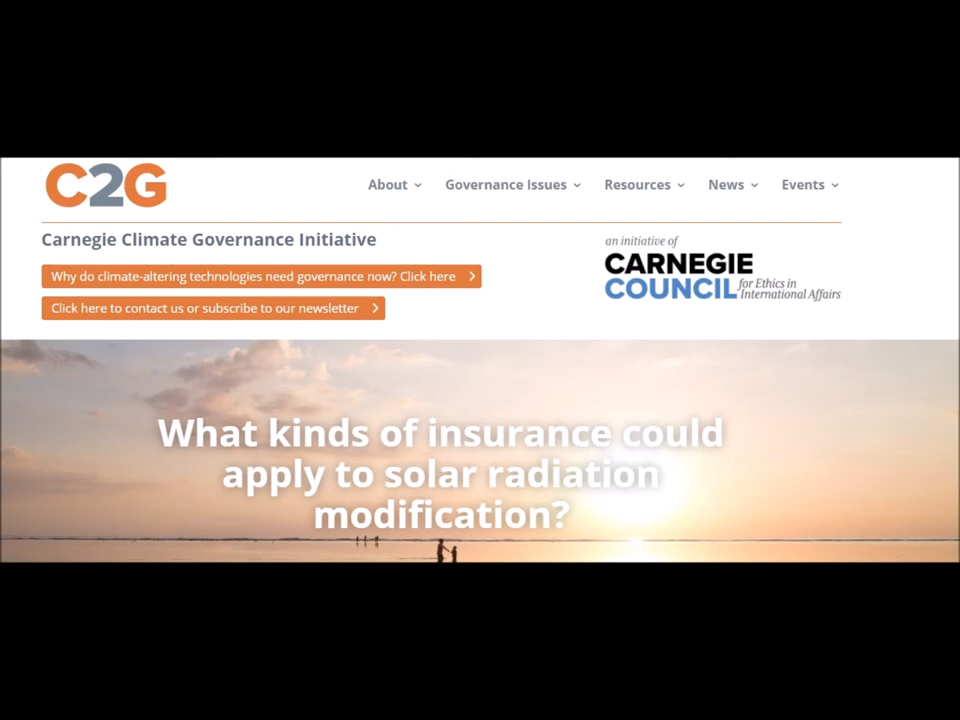 C2G
About
Governance Issues
Resources
News
Events
Carnegie Climate Governance Initiative
Why do climate-altering technologies need governance now? Click here
Click here to contact us or subscribe to our newsletter
an initiative of
CARNEGIE
COUNCIL for Ethics in
International Affairs
What kinds of insurance could
apply to solar radiation
modification?